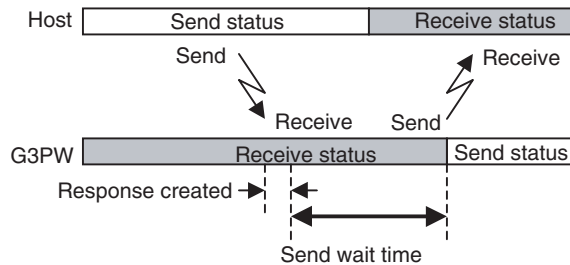 Host Send status Receive status
Send Receive
Receive Send
G3PW Receive status Send status
Response created
Send wait time